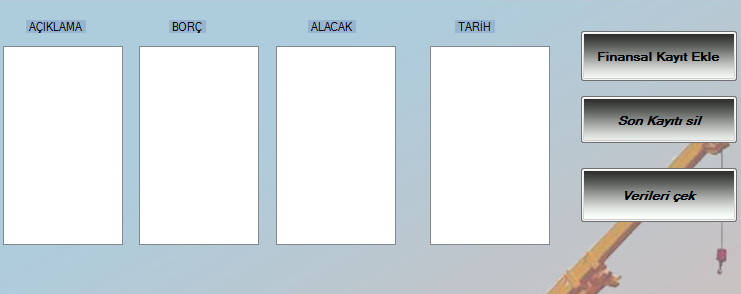 AÇIKLAMA
BORÇ
ALACAK
TARİH
Finansal Kayıt Ekle
Son Kayıtı sil
Verileri çek